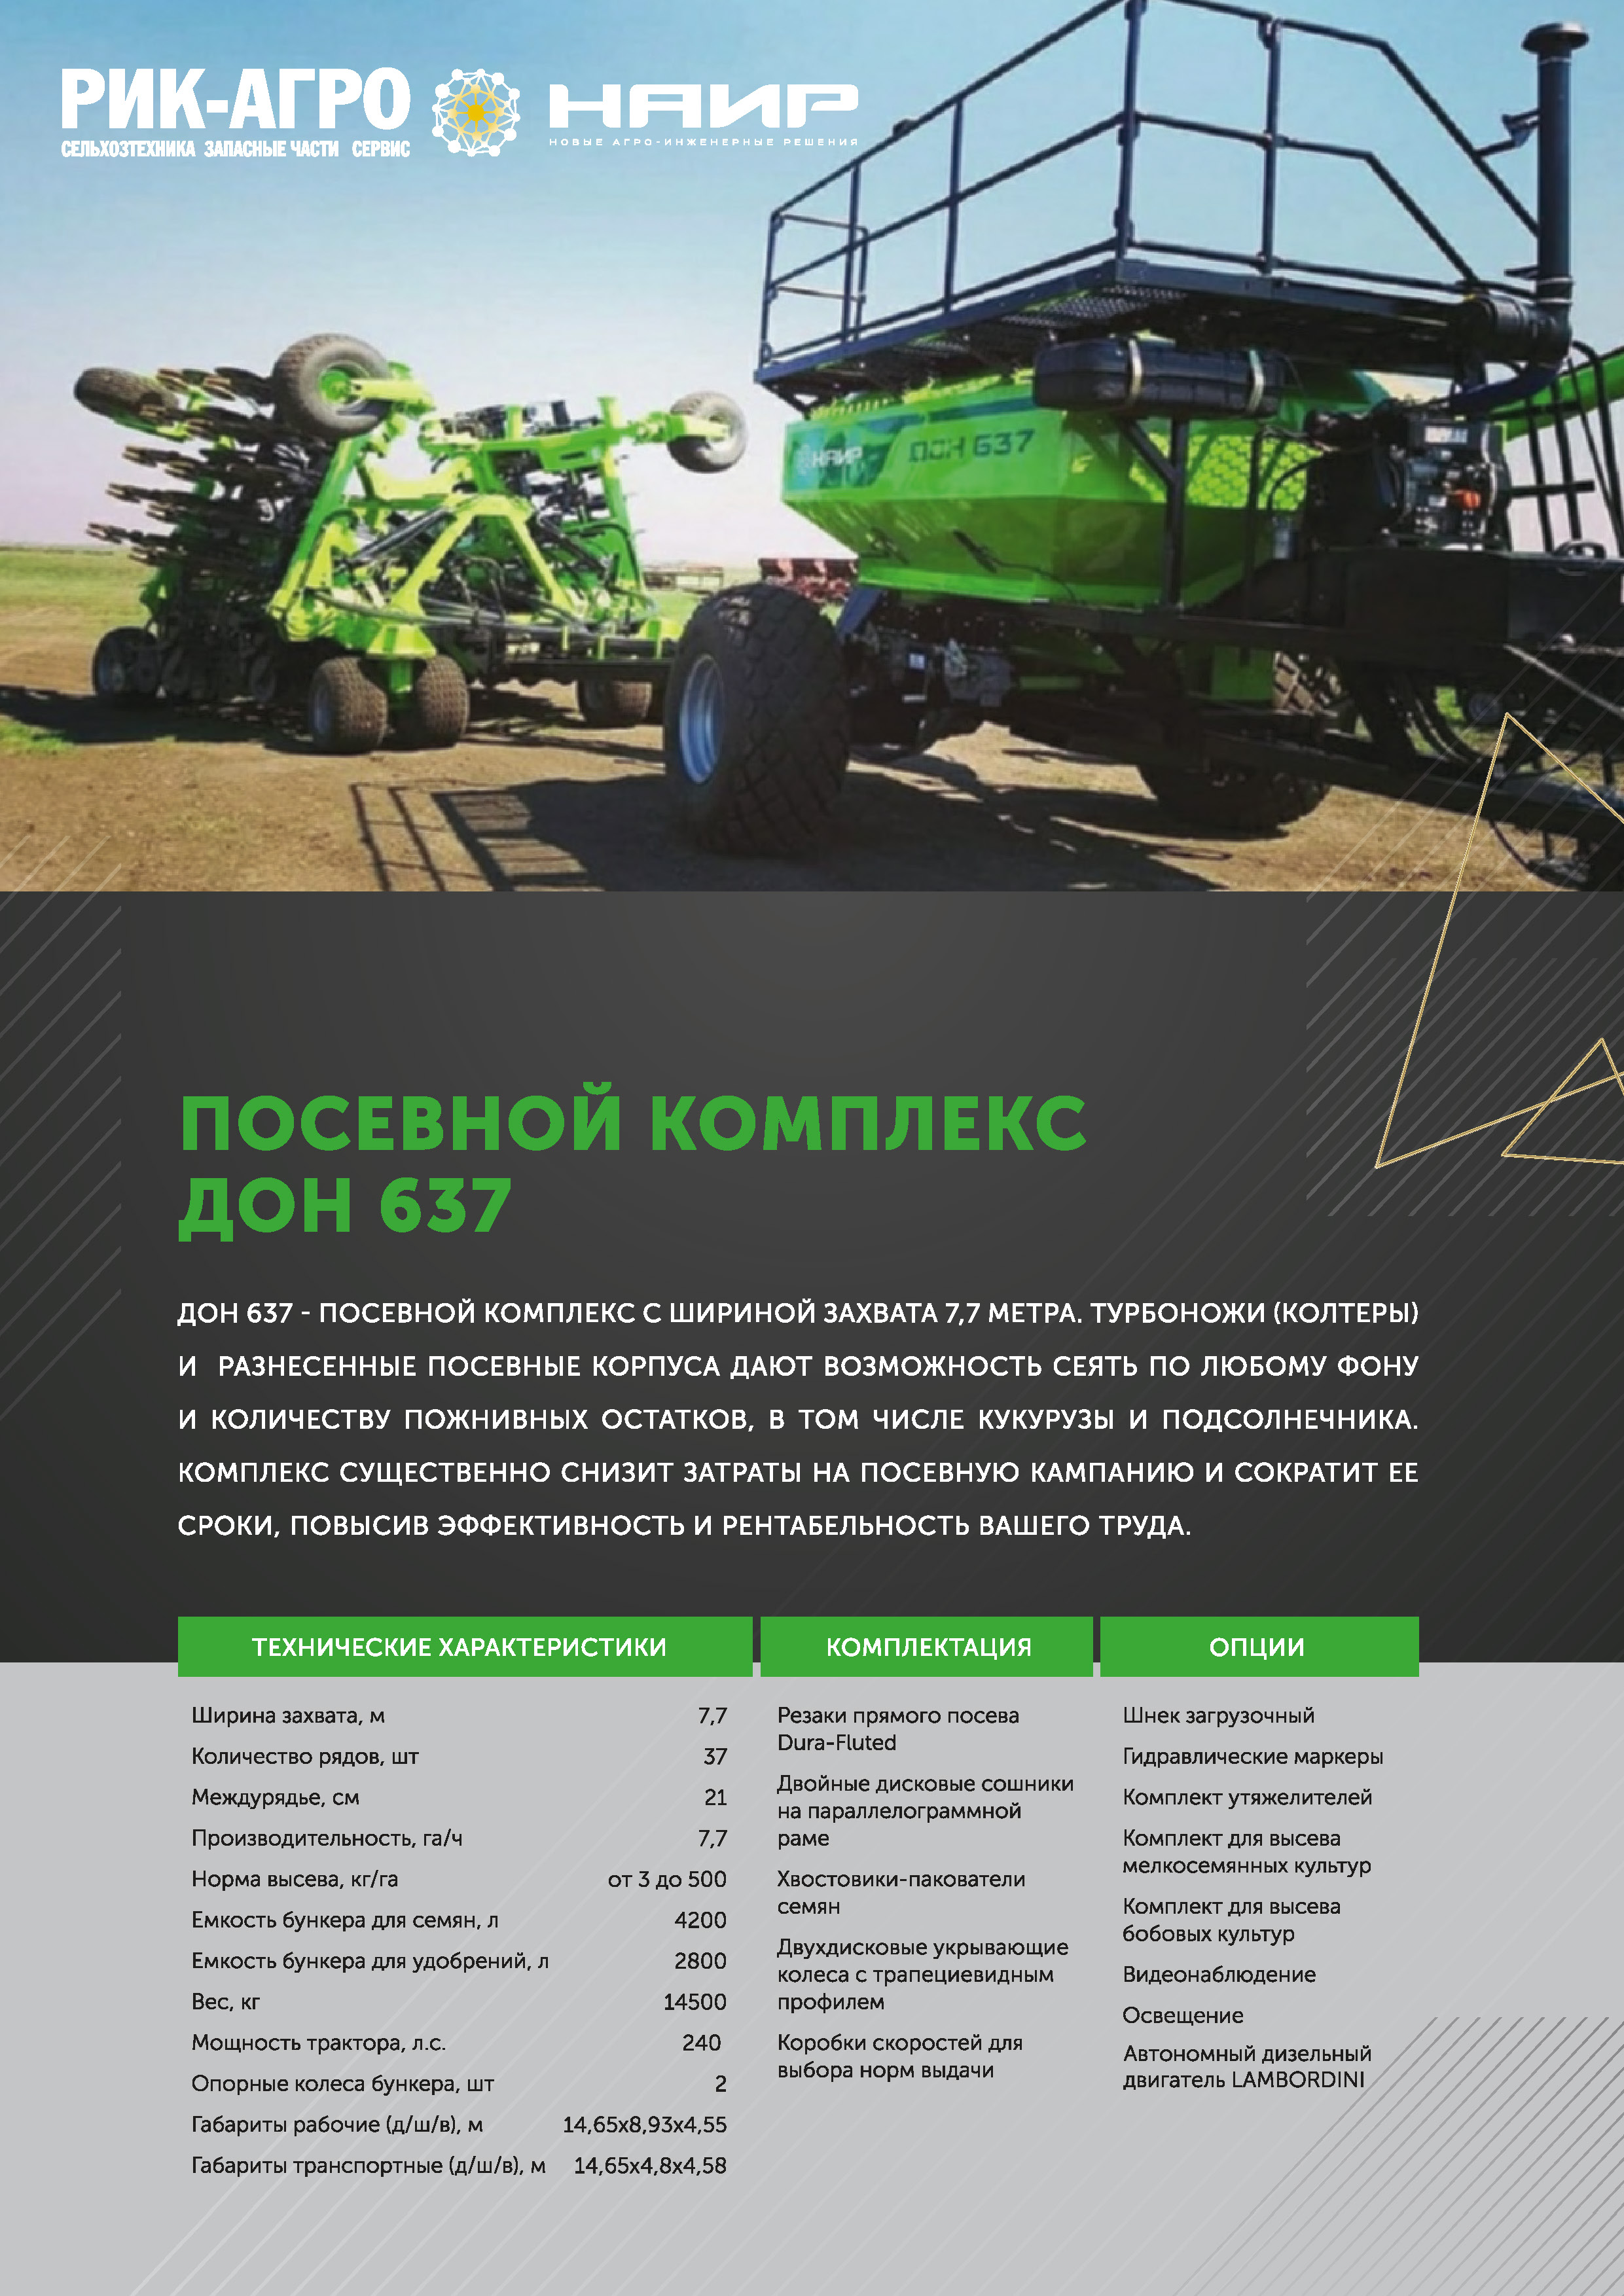 РИК-АГРО
СЕЛЬХОЗТЕХНИКА ЗАПАСНЫЕ ЧАСТИ СЕРВИС
НАИР
НОВЫЕ АГРО-ИНЖЕНЕРНЫЕ РЕШЕНИЯ
НАИР ДОН 637
ПОСЕВНОЙ КОМПЛЕКС
ДОН 637
ДОН 637 - ПОСЕВНОЙ КОМПЛЕКС С ШИРИНОЙ ЗАХВАТА 7,7 МЕТРА. ТУРБОНОЖИ (КОЛТЕРЫ)
И РАЗНЕСЕННЫЕ ПОСЕВНЫЕ КОРПУСА ДАЮТ ВОЗМОЖНОСТЬ СЕЯТЬ ПО ЛЮБОМУ ФОНУ
И КОЛИЧЕСТВУ ПОЖНИВНЫХ ОСТАТКОВ, В ТОМ ЧИСЛЕ КУКУРУЗЫ И ПОДСОЛНЕЧНИКА.
КОМПЛЕКС СУЩЕСТВЕННО СНИЗИТ ЗАТРАТЫ НА ПОСЕВНУЮ КАМПАНИЮ И СОКРАТИТ ЕЕ
СРОКИ, ПОВЫСИВ ЭФФЕКТИВНОСТЬ И РЕНТАБЕЛЬНОСТЬ ВАШЕГО ТРУДА.
ТЕХНИЧЕСКИЕ ХАРАКТЕРИСТИКИ
Ширина захвата, м 7,7
Количество рядов, шт 37
Междурядье, см 21
Производительность, га/ч 7,7
Норма высева, кг/га от 3 до 500
Емкость бункера для семян, л 4200
Емкость бункера для удобрений, л 2800
Вес, кг 14500
Мощность трактора, л.с. 240
Опорные колеса бункера, шт 2
Габариты рабочие (д/ш/в), м 14,65х8,93х4,55
Габариты транспортные (д/ш/в), м 14,65х4,8х4,58
КОМПЛЕКТАЦИЯ
Резаки прямого посева
Dura-Fluted
Двойные дисковые сошники
на параллелограммной
раме
Хвостовики-пакователи
семян
Двухдисковые укрывающие
колеса с трапециевидным
профилем
Коробки скоростей для
выбора норм выдачи
ОПЦИИ
Шнек загрузочный
Гидравлические маркеры
Комплект утяжелителей
Комплект для высева
мелкосемянных культур
Комплект для высева
бобовых культур
Видеонаблюдение
Освещение
Автономный дизельный
двигатель LAMBORDINI